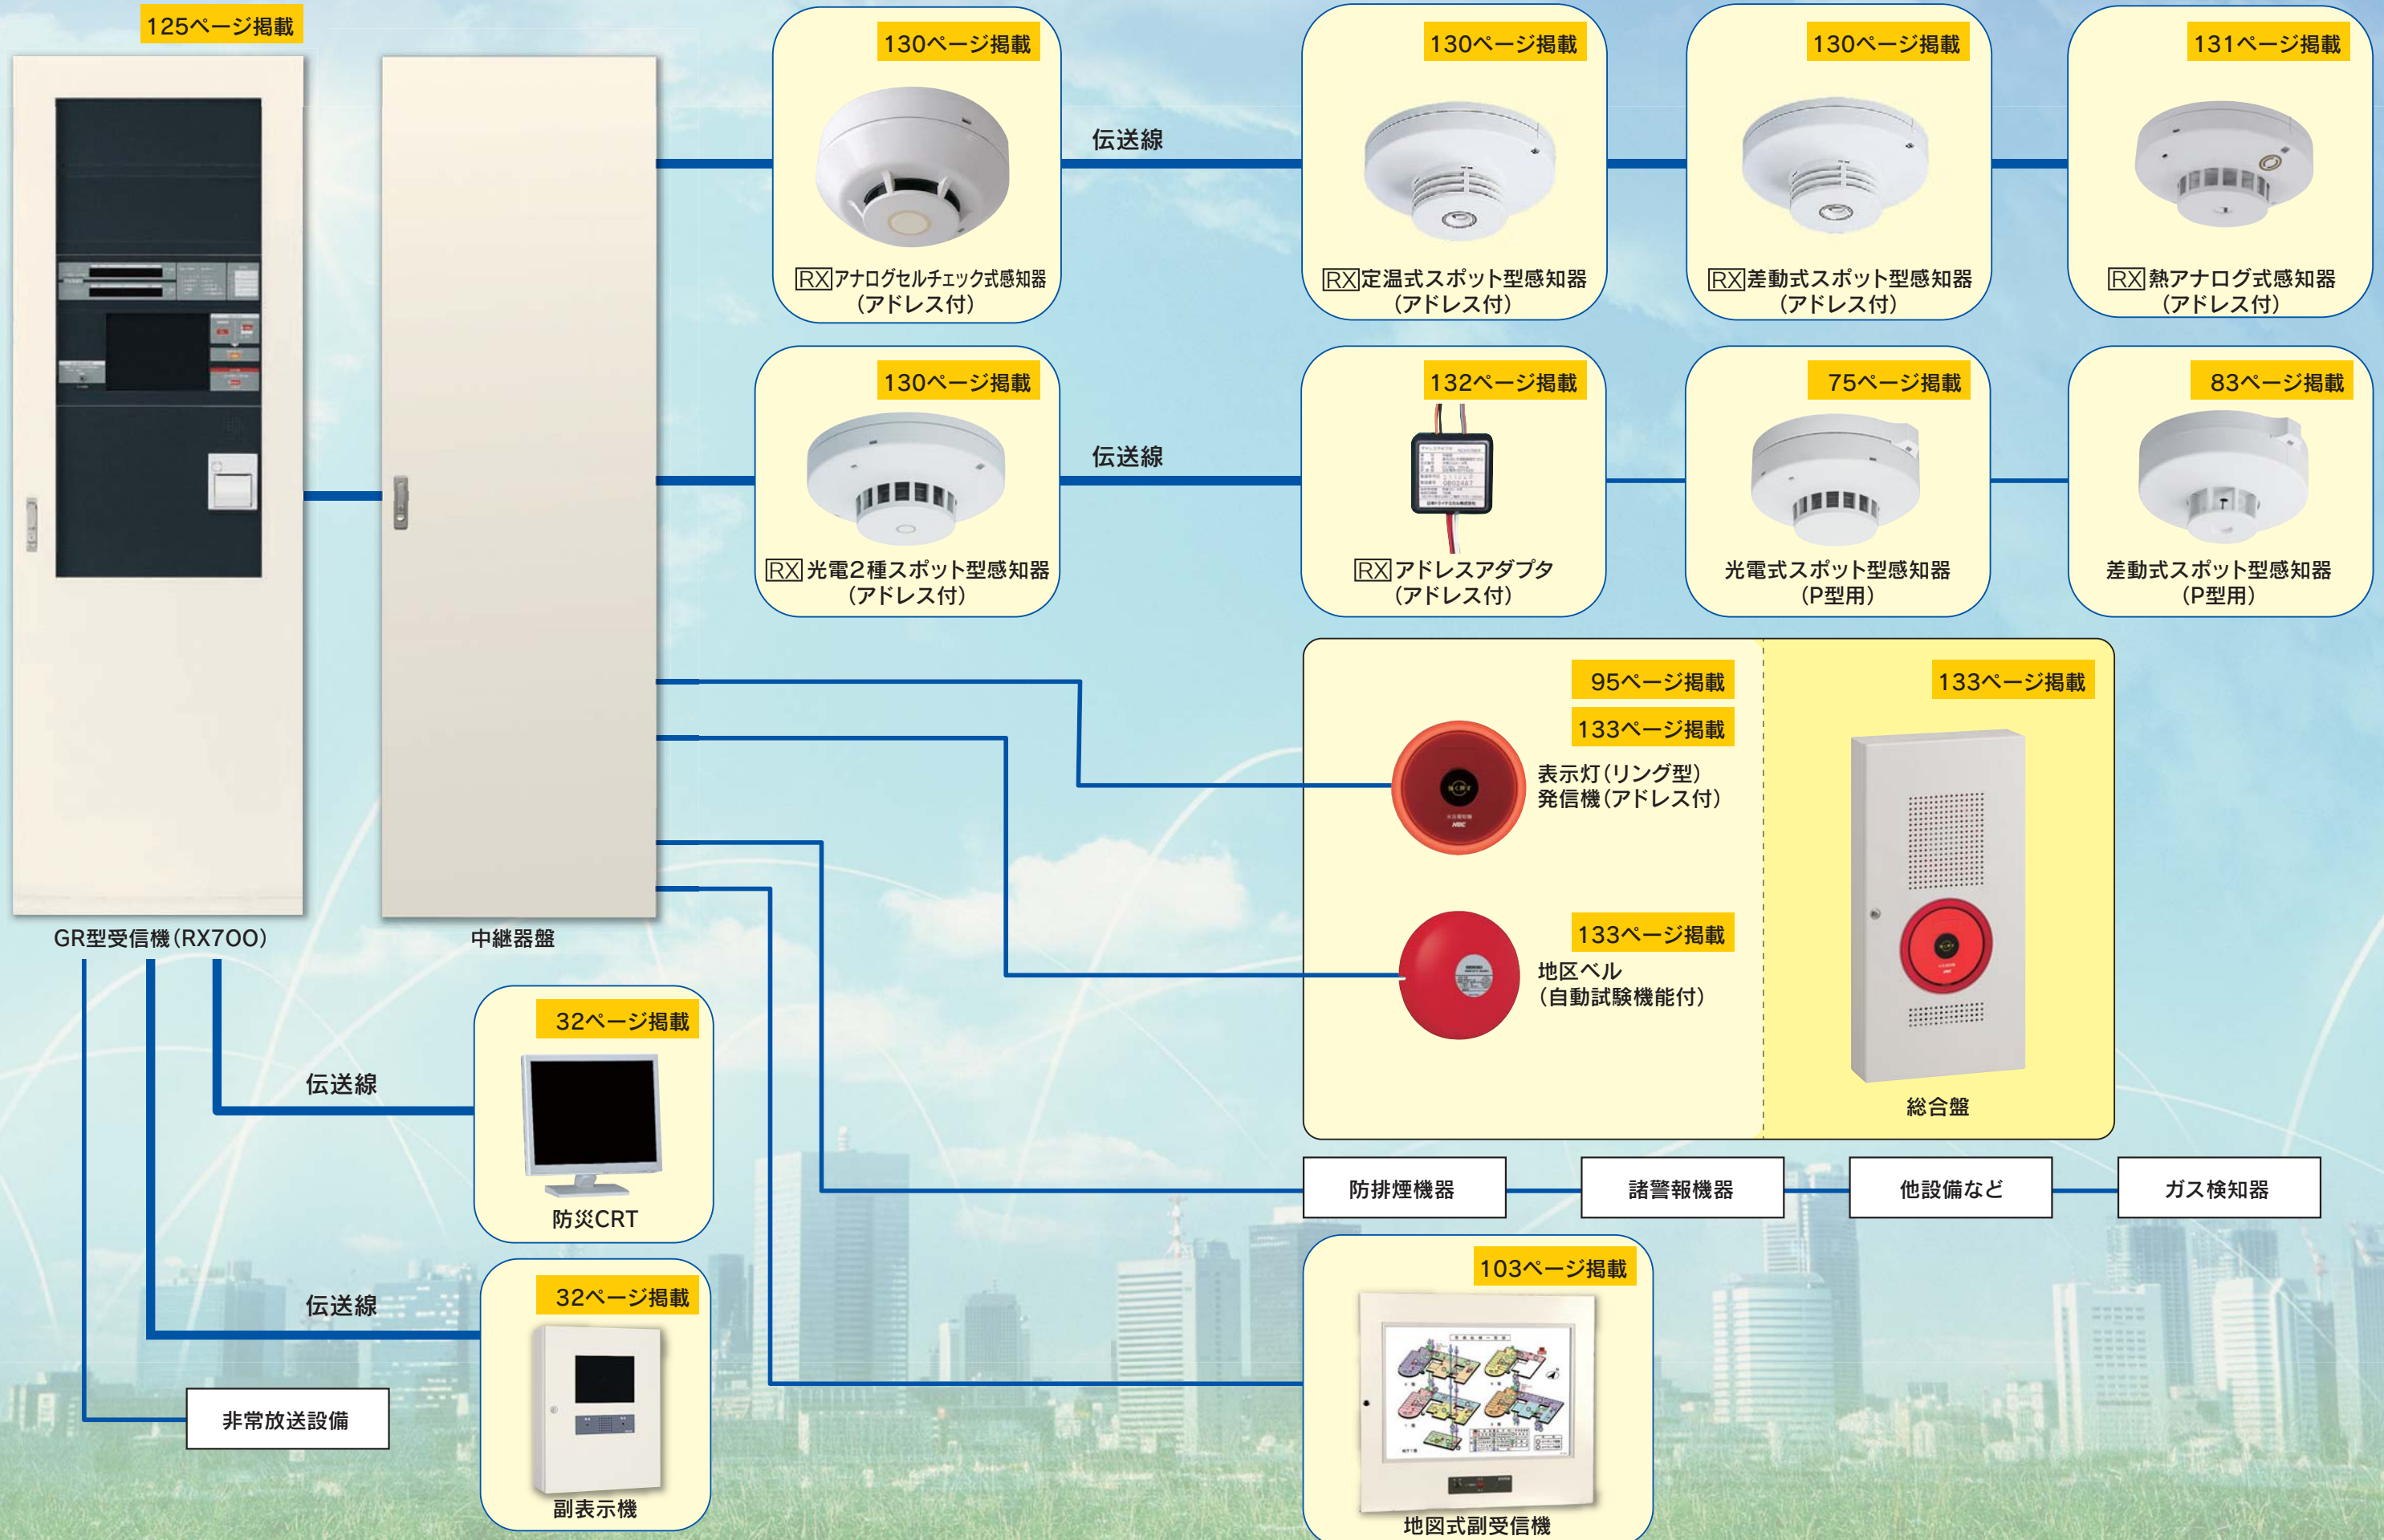 125ページ掲載
GR型受信機(RX700)
中継器盤
130ページ掲載
RXアナログセルチェック式感知器
(アドレス付)
伝送線
130ページ掲載
RX定温式スポット型感知器
(アドレス付)
130ページ掲載
RX差動式スポット型感知器
(アドレス付)
131ページ掲載
RX熱アナログ式感知器
(アドレス付)
130ページ掲載
RX光電2種スポット型感知器
(アドレス付)
伝送線
132ページ掲載
RXアドレスアダプタ
(アドレス付)
75ページ掲載
光電式スポット型感知器
(P型用)
83ページ掲載
差動式スポット型感知器
(P型用)
95ページ掲載
133ページ掲載
強く押す
火災報知機
表示灯(リング型)
発信機(アドレス付)
133ページ掲載
地区ベル
(自動試験機能付)
133ページ掲載
総合盤
防排煙機器
諸警報機器
他設備など
ガス検知器
32ページ掲載
伝送線
防災CRT
32ページ掲載
伝送線
副表示機
非常放送設備
103ページ掲載
地図式副受信機